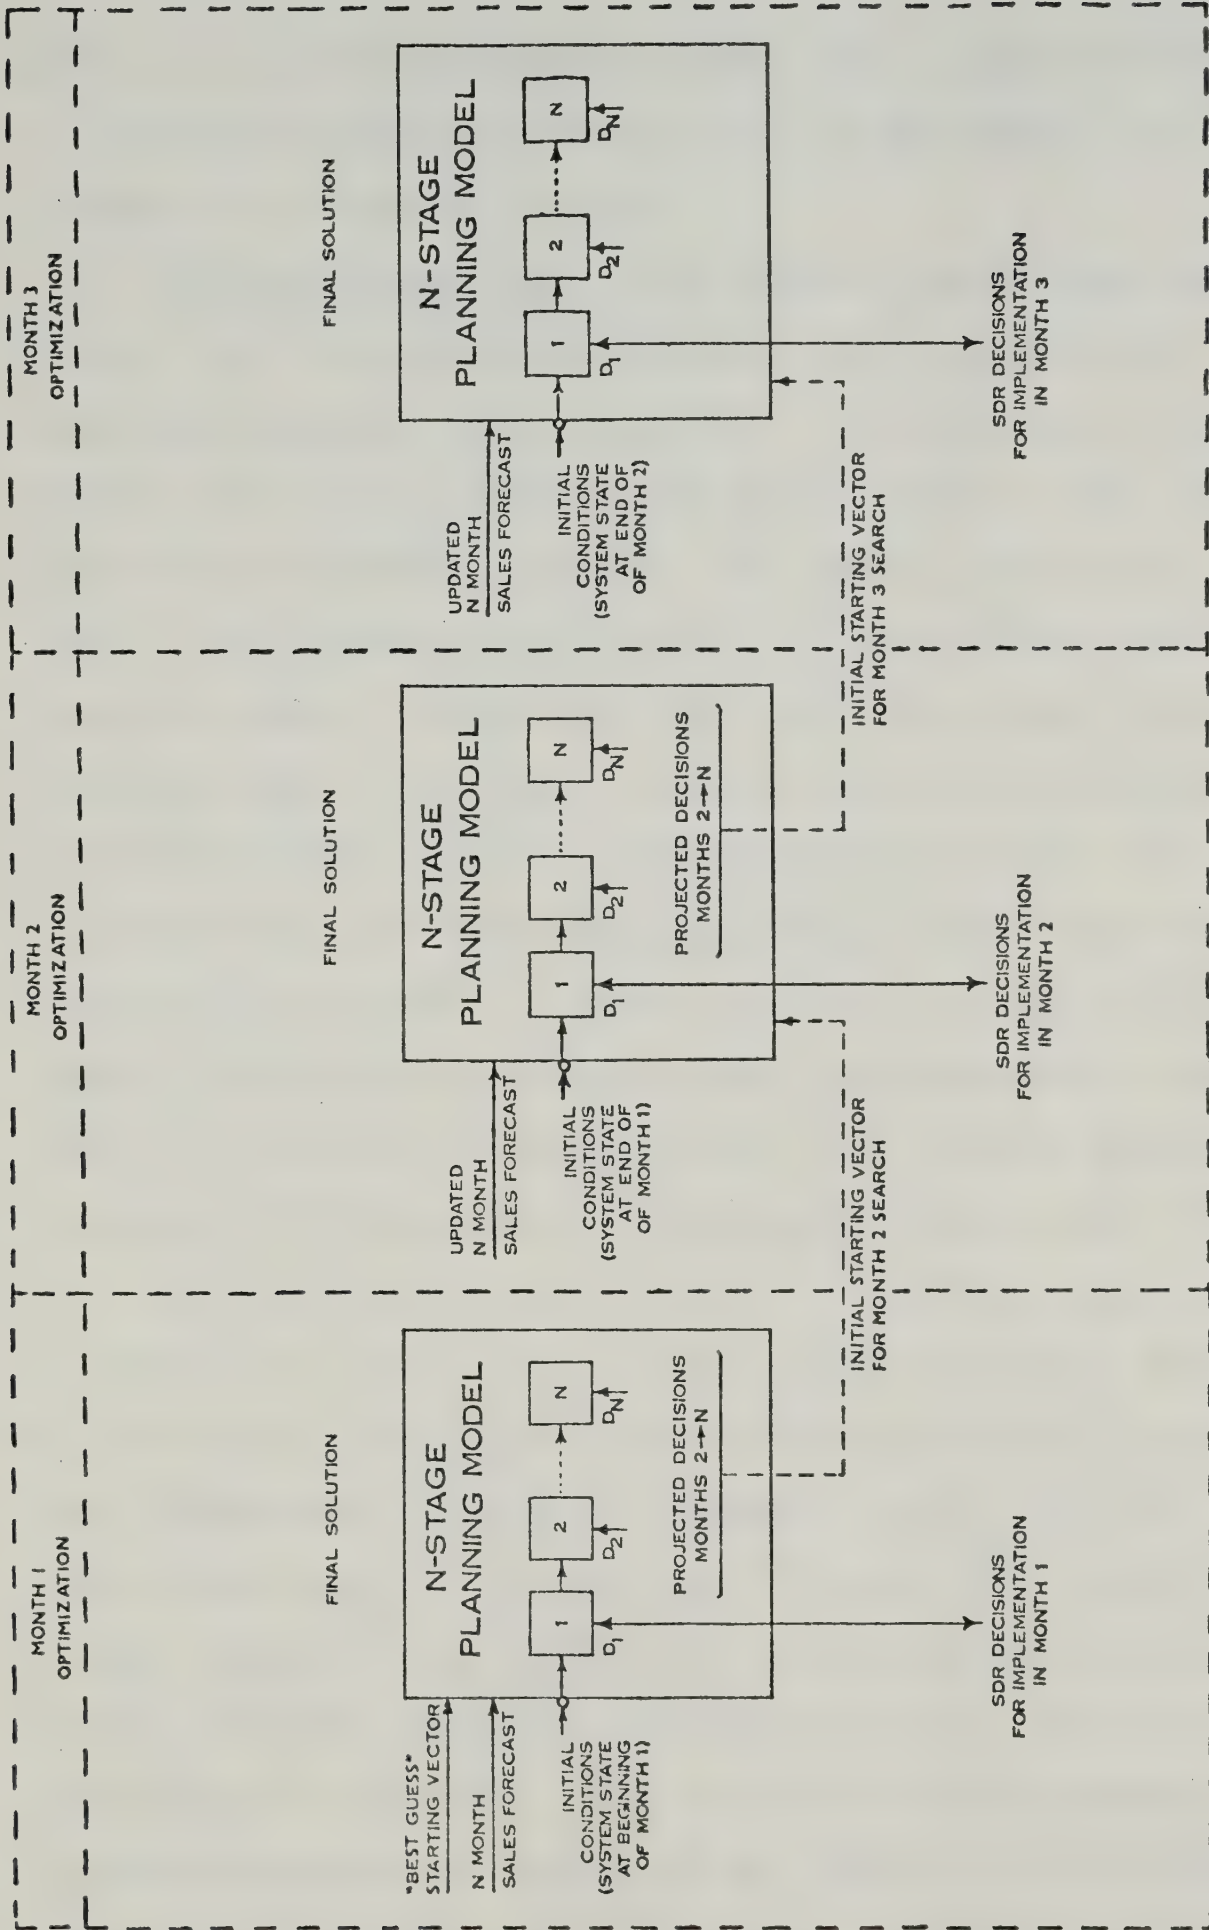 MONTH 1
OPTIMIZATION
FINAL SOLUTION
"BEST GUESS"
STARTING VECTOR
N MONTH
SALES FORECAST
INITIAL
CONDITIONS
(SYSTEM STATE
AT BEGINNING
OF MONTH 1)
N-STAGE
PLANNING MODEL
1
2
N
D1
D2
DN
PROJECTED DECISIONS
MONTHS 2→N
SDR DECISIONS
FOR IMPLEMENTATION
IN MONTH 1
INITIAL STARTING VECTOR
FOR MONTH 2 SEARCH
MONTH 2
OPTIMIZATION
FINAL SOLUTION
UPDATED
N MONTH
SALES FORECAST
INITIAL
CONDITIONS
(SYSTEM STATE
AT END OF
OF MONTH 1)
N-STAGE
PLANNING MODEL
1
2
N
D1
D2
DN
PROJECTED DECISIONS
MONTHS 2→N
SDR DECISIONS
FOR IMPLEMENTATION
IN MONTH 2
INITIAL STARTING VECTOR
FOR MONTH 3 SEARCH
MONTH 3
OPTIMIZATION
FINAL SOLUTION
UPDATED
N MONTH
SALES FORECAST
INITIAL
CONDITIONS
(SYSTEM STATE
AT END OF
OF MONTH 2)
N-STAGE
PLANNING MODEL
1
2
N
D1
D2
DN
SDR DECISIONS
FOR IMPLEMENTATION
IN MONTH 3